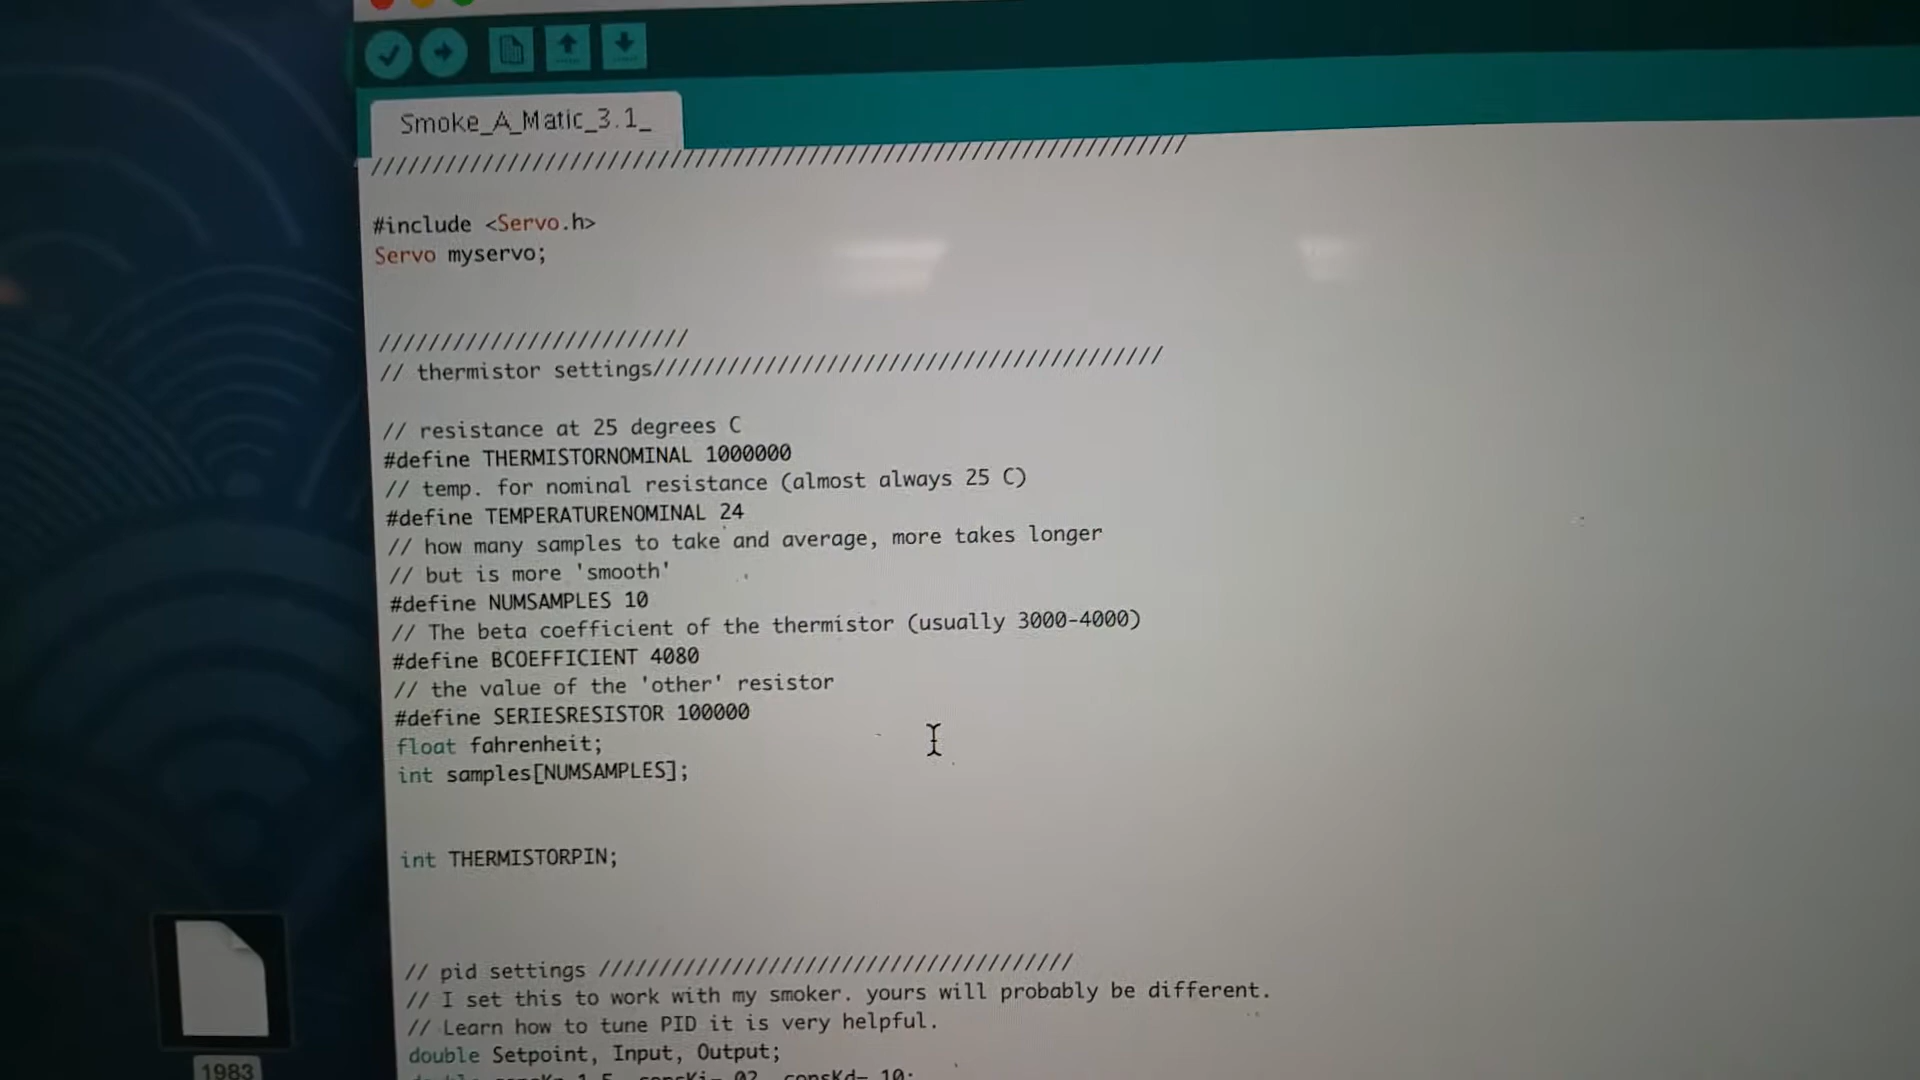 Smoke_A_Matic_3.1_
//////////////////////////////////////////////////////////////////
#include <Servo.h>
Servo myservo;
/////////////////////////
// thermistor settings/////////////////////////////////////////
// resistance at 25 degrees C
#define THERMISTORNOMINAL 1000000
// temp. for nominal resistance (almost always 25 C)
#define TEMPERATURENOMINAL 24
// how many samples to take and average, more takes longer
// but is more 'smooth'
#define NUMSAMPLES 10
// The beta coefficient of the thermistor (usually 3000-4000)
#define BCOEFFICIENT 4080
// the value of the 'other' resistor
#define SERIESRESISTOR 100000
float fahrenheit;
int samples[NUMSAMPLES];
int THERMISTORPIN;
// pid settings ///////////////////////////////////////
// I set this to work with my smoker. yours will probably be different.
// Learn how to tune PID it is very helpful.
double Setpoint, Input, Output;
1983